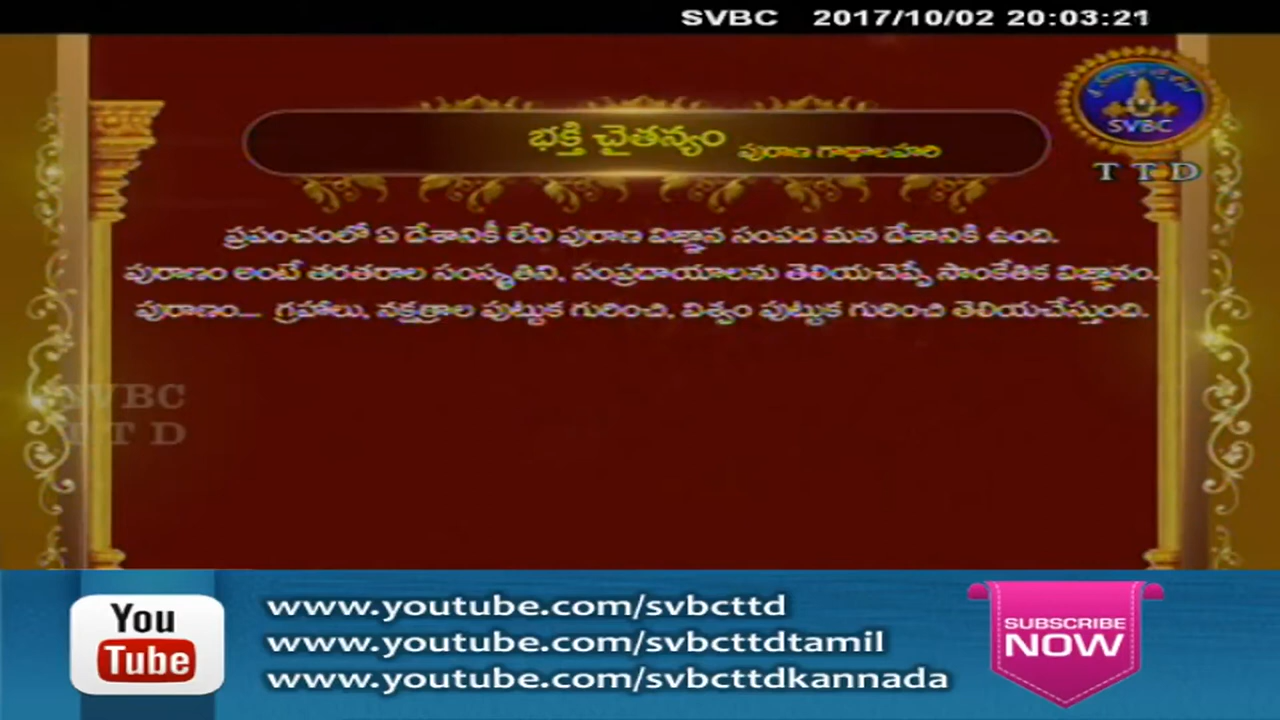 SVBC 2017/10/02 20:03:21
భక్తి చైతన్యం పురాణ గాథాలహరి
SVBC
T T D
ప్రపంచంలో ఏ దేశానికీ లేని పురాణ విజ్ఞాన సంపద మన దేశానికి ఉంది.
పురాణం అంటే తరతరాల సంస్కృతిని, సంప్రదాయాలను తెలియచెప్పే సాంకేతిక విజ్ఞానం.
పురాణం... గ్రహాలు, నక్షత్రాల పుట్టుక గురించి, విశ్వం పుట్టుక గురించి తెలియచేస్తుంది.
SVBC
T T D
You
Tube
www.youtube.com/svbcttd
www.youtube.com/svbcttdtamil
www.youtube.com/svbcttdkannada
SUBSCRIBE
NOW